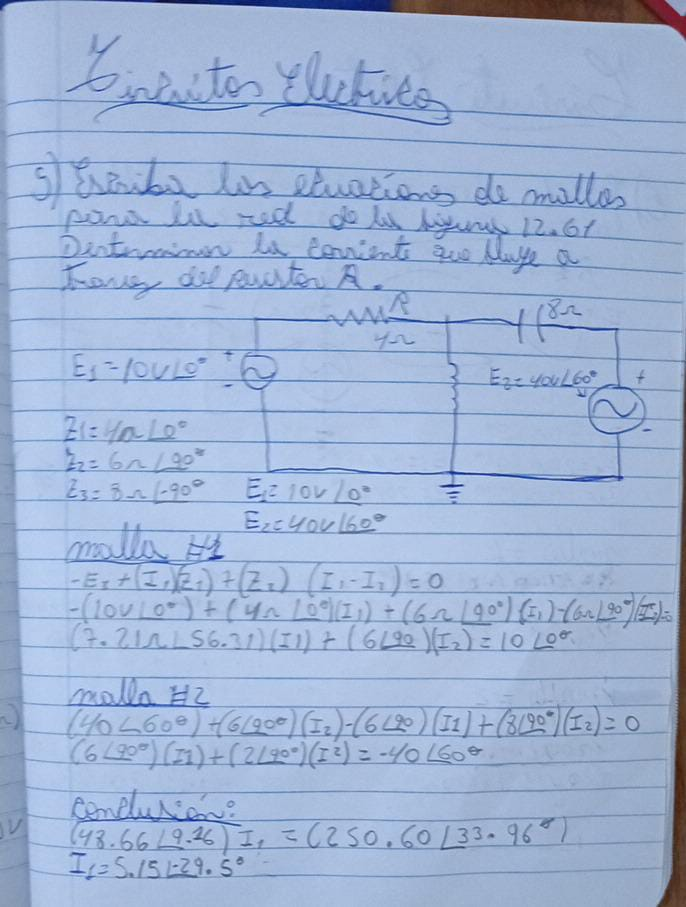 Circuitos Electricos
5) Escriba las ecuaciones de mallas
para la red de la figura 12.61
Determinar la corriente que fluye a
traves del puerto A.
R
4Ω
8Ω
E1=10V∠0° + -
E2=40V∠60° + -
Z1=4Ω∠0°
Z2=6Ω∠90°
Z3=8Ω∠-90°
E1=10V∠0°
E2=40V∠60°
malla #1
-E1+(I1)(Z1)+(Z2)(I1-I2)=0
-(10V∠0°)+(4Ω∠0°)(I1)+(6Ω∠90°)(I1)-(6Ω∠90°)(I2)=0
(7.21Ω∠56.31)(I1)+(6∠90)(I2)=10∠0°
malla #2
(40∠60°)+(6∠90°)(I2)-(6∠90)(I1)+(8∠90°)(I2)=0
(6∠90°)(I1)+(2∠90°)(I2)=-40∠60°
Conclusión:
(48.66∠9.26)I1=(250.60∠33.96°)
I1=5.15∠-29.5°